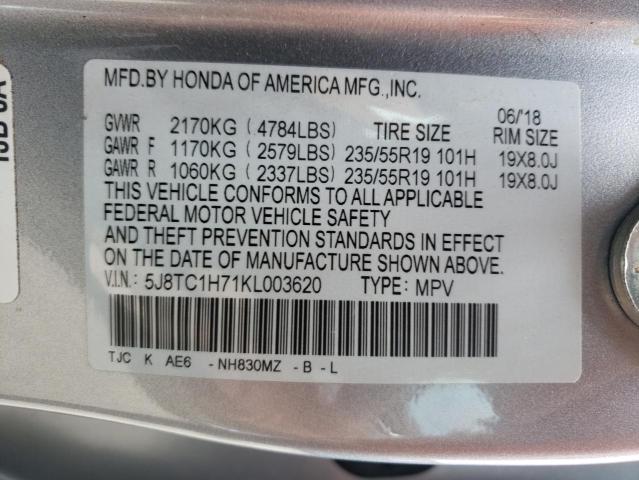 MFD.BY HONDA OF AMERICA MFG.,INC.
06/'18
GVWR 2170KG ( 4784LBS) TIRE SIZE RIM SIZE
GAWR F 1170KG ( 2579LBS) 235/55R19 101H 19X8.0J
GAWR R 1060KG ( 2337LBS) 235/55R19 101H 19X8.0J
THIS VEHICLE CONFORMS TO ALL APPLICABLE
FEDERAL MOTOR VEHICLE SAFETY
AND THEFT PREVENTION STANDARDS IN EFFECT
ON THE DATE OF MANUFACTURE SHOWN ABOVE.
V.I.N.: 5J8TC1H71KL003620 TYPE: MPV
TJC K AE6 -NH830MZ -B -L